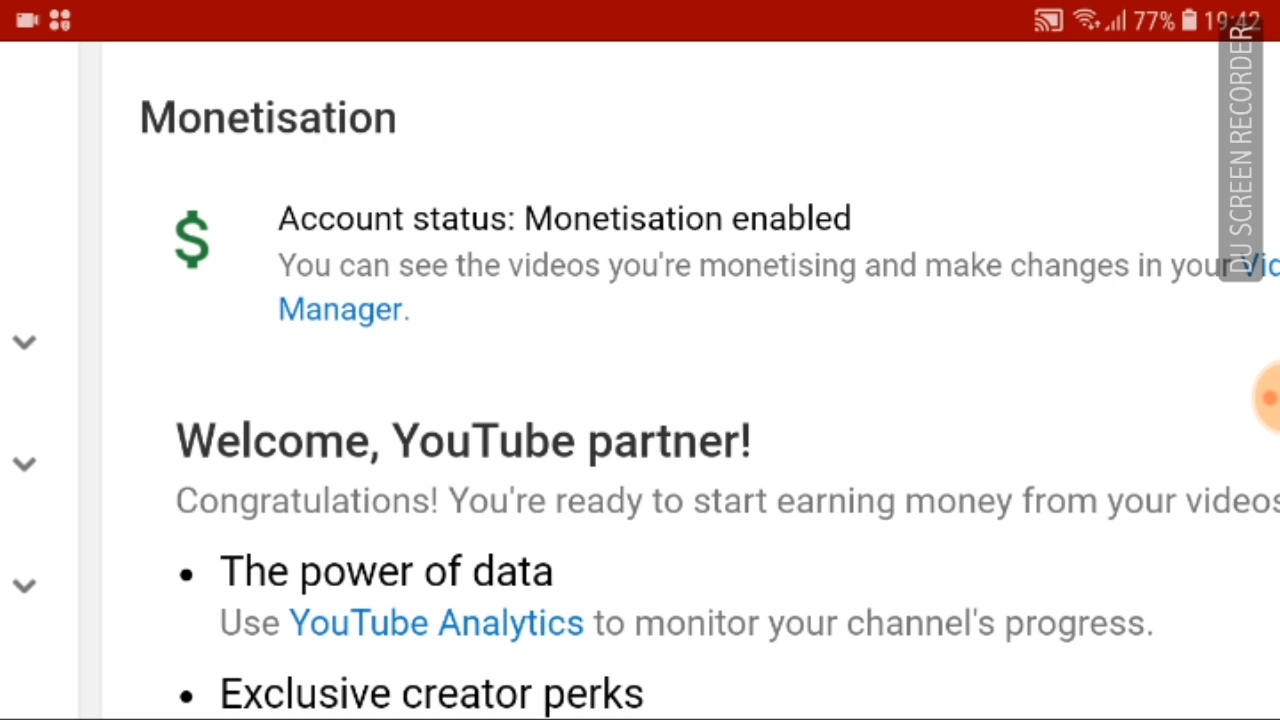 77% 19:42
DU SCREEN RECORDER
Monetisation
$
Account status: Monetisation enabled
You can see the videos you're monetising and make changes in your Vid
Manager.
Welcome, YouTube partner!
Congratulations! You're ready to start earning money from your videos
The power of data
Use YouTube Analytics to monitor your channel's progress.
Exclusive creator perks